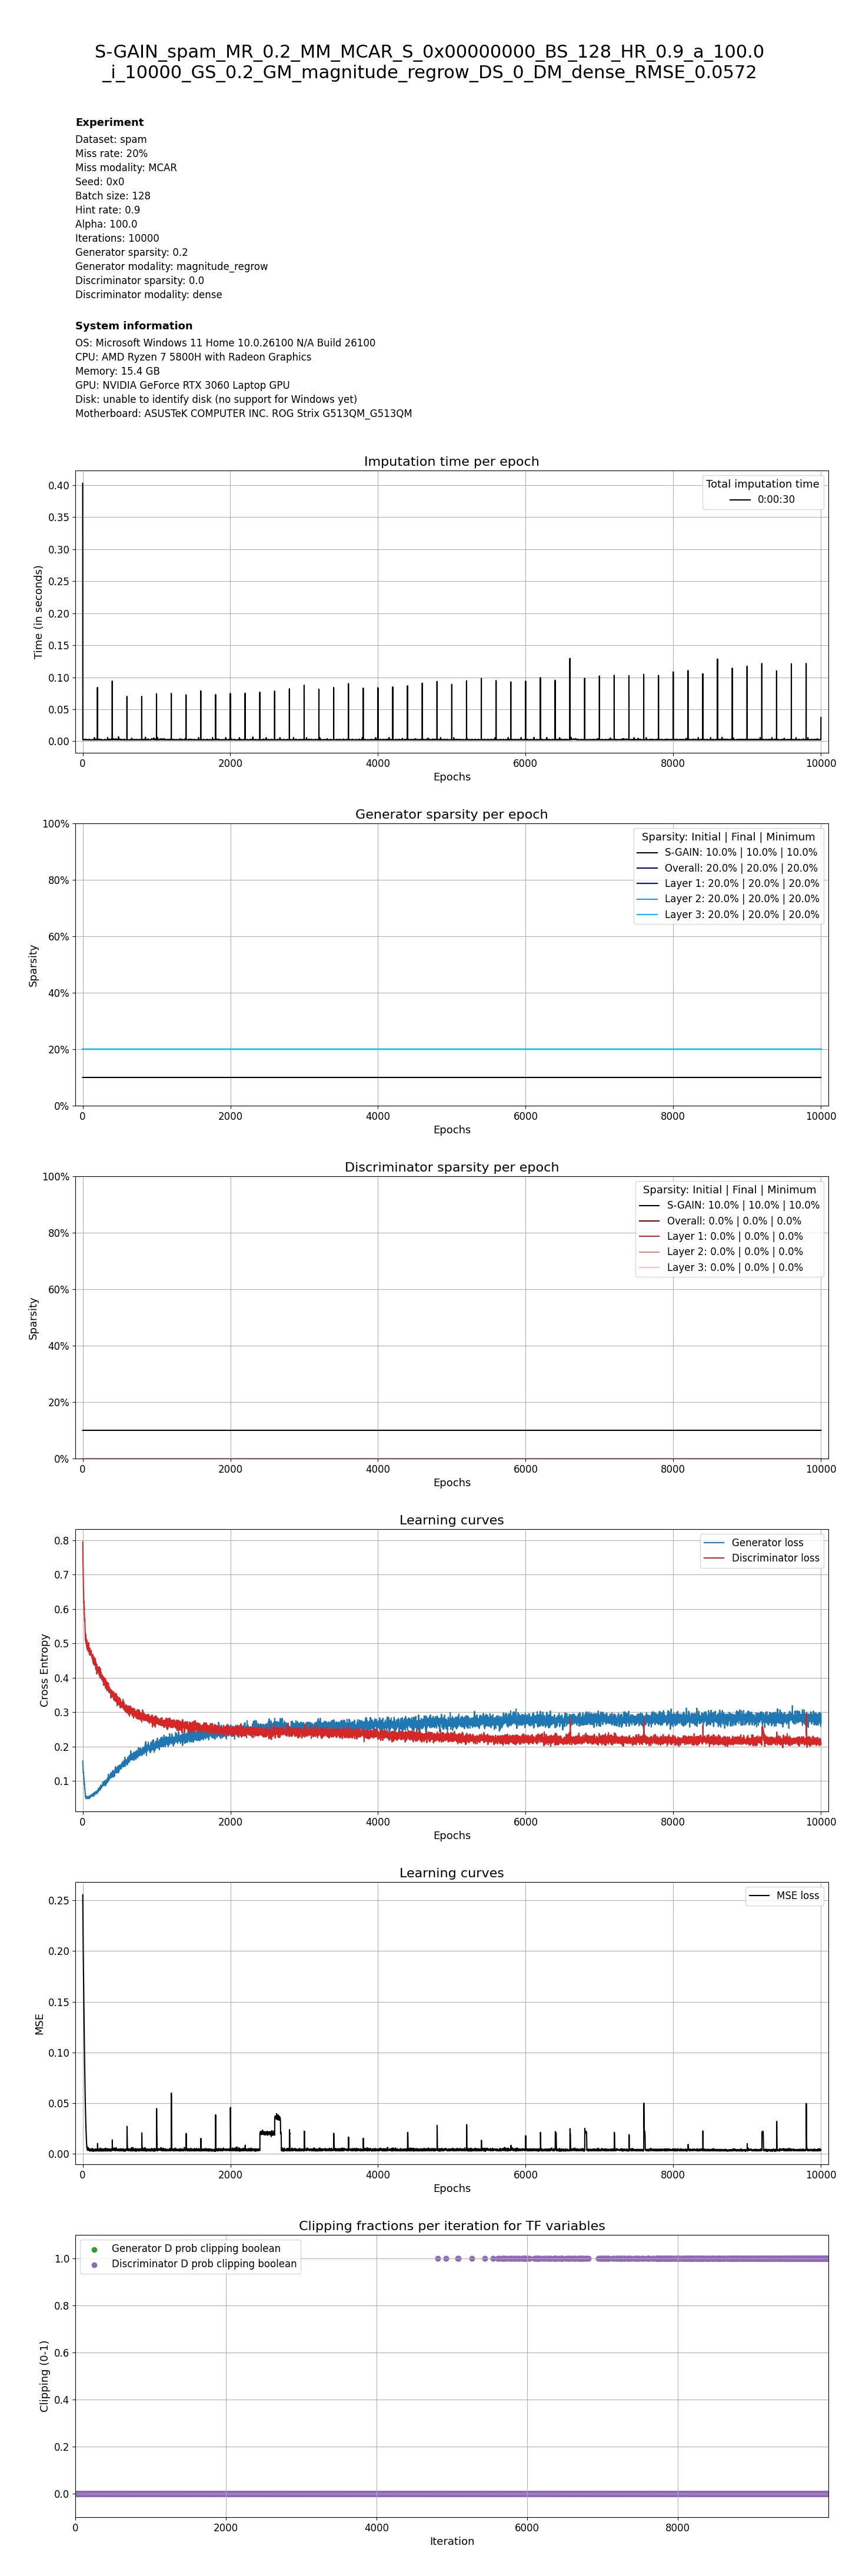 S-GAIN_spam_MR_0.2_MM_MCAR_S_0x00000000_BS_128_HR_0.9_a_100.0
_i_10000_GS_0.2_GM_magnitude_regrow_DS_0_DM_dense_RMSE_0.0572
Experiment
Dataset: spam
Miss rate: 20%
Miss modality: MCAR
Seed: 0x0
Batch size: 128
Hint rate: 0.9
Alpha: 100.0
Iterations: 10000
Generator sparsity: 0.2
Generator modality: magnitude_regrow
Discriminator sparsity: 0.0
Discriminator modality: dense
System information
OS: Microsoft Windows 11 Home 10.0.26100 N/A Build 26100
CPU: AMD Ryzen 7 5800H with Radeon Graphics
Memory: 15.4 GB
GPU: NVIDIA GeForce RTX 3060 Laptop GPU
Disk: unable to identify disk (no support for Windows yet)
Motherboard: ASUSTeK COMPUTER INC. ROG Strix G513QM_G513QM
Imputation time per epoch
Total imputation time
0:00:30
Time (in seconds)
0.40
0.35
0.30
0.25
0.20
0.15
0.10
0.05
0.00
0 2000 4000 6000 8000 10000
Epochs
Generator sparsity per epoch
Sparsity: Initial | Final | Minimum
S-GAIN: 10.0% | 10.0% | 10.0%
Overall: 20.0% | 20.0% | 20.0%
Layer 1: 20.0% | 20.0% | 20.0%
Layer 2: 20.0% | 20.0% | 20.0%
Layer 3: 20.0% | 20.0% | 20.0%
Sparsity
100%
80%
60%
40%
20%
0%
0 2000 4000 6000 8000 10000
Epochs
Discriminator sparsity per epoch
Sparsity: Initial | Final | Minimum
S-GAIN: 10.0% | 10.0% | 10.0%
Overall: 0.0% | 0.0% | 0.0%
Layer 1: 0.0% | 0.0% | 0.0%
Layer 2: 0.0% | 0.0% | 0.0%
Layer 3: 0.0% | 0.0% | 0.0%
Sparsity
100%
80%
60%
40%
20%
0%
0 2000 4000 6000 8000 10000
Epochs
Learning curves
Generator loss
Discriminator loss
Cross Entropy
0.8
0.7
0.6
0.5
0.4
0.3
0.2
0.1
0 2000 4000 6000 8000 10000
Epochs
Learning curves
MSE loss
MSE
0.25
0.20
0.15
0.10
0.05
0.00
0 2000 4000 6000 8000 10000
Epochs
Clipping fractions per iteration for TF variables
Generator D prob clipping boolean
Discriminator D prob clipping boolean
Clipping (0-1)
1.0
0.8
0.6
0.4
0.2
0.0
0 2000 4000 6000 8000
Iteration